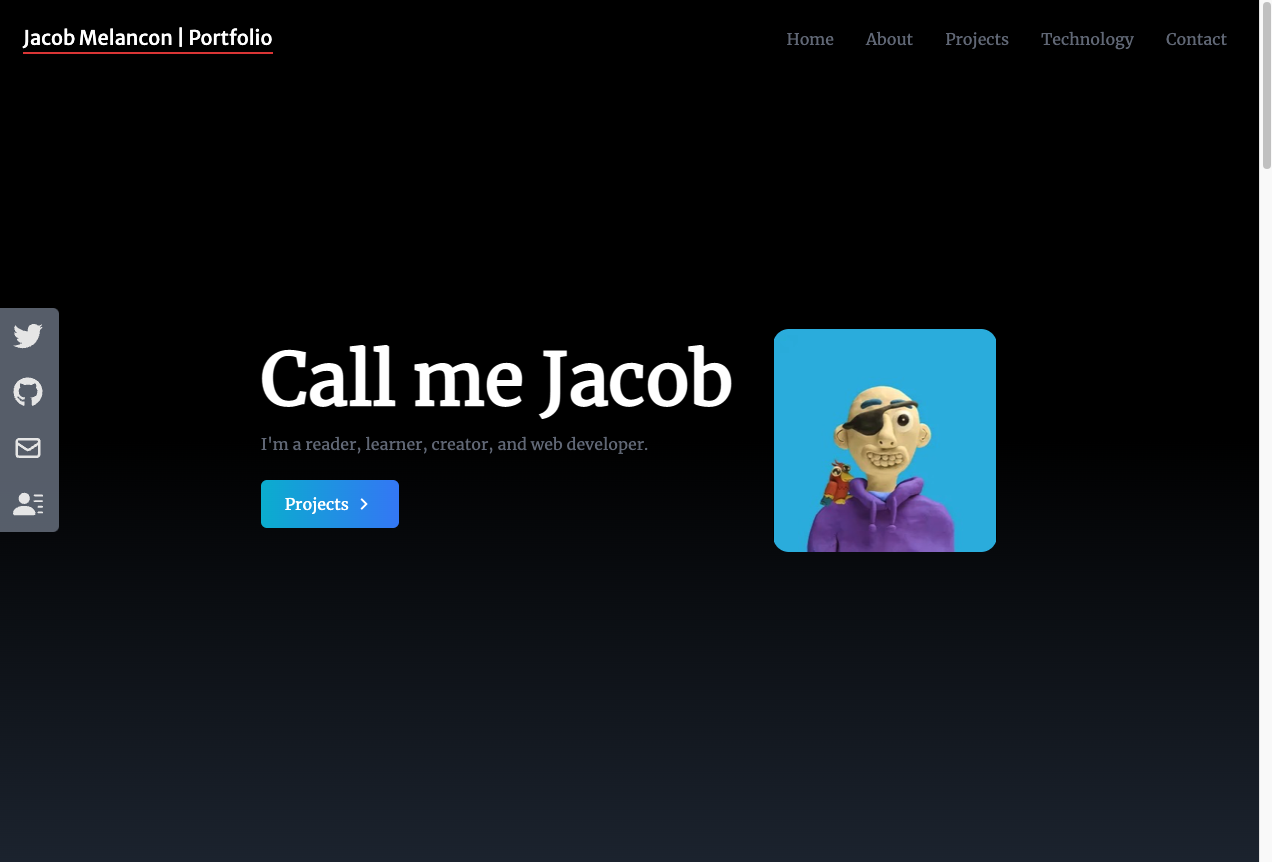 Jacob Melancon | Portfolio
Home About Projects Technology Contact
Call me Jacob
I'm a reader, learner, creator, and web developer.
Projects